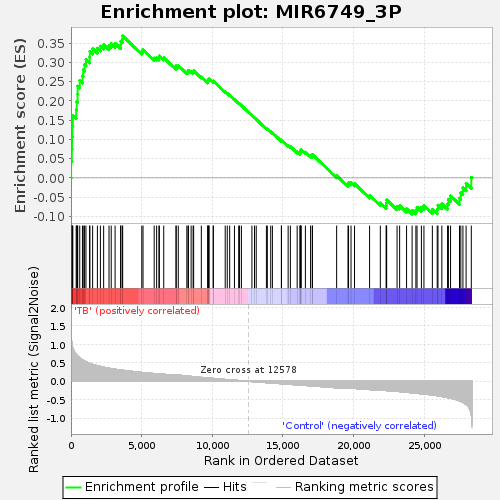 Enrichment plot: MIR6749_3P
Enrichment score (ES)
0.35
0.30
0.25
0.20
0.15
0.10
0.05
0.00
-0.05
-0.10
'TB' (positively correlated)
Ranked list metric (Signal2Noise)
2.0
1.5
1.0
0.5
0.0
-0.5
-1.0
Zero cross at 12578
'Control' (negatively correlated)
0
5,000
10,000
15,000
20,000
25,000
Rank in Ordered Dataset
Enrichment profile
Hits
Ranking metric scores